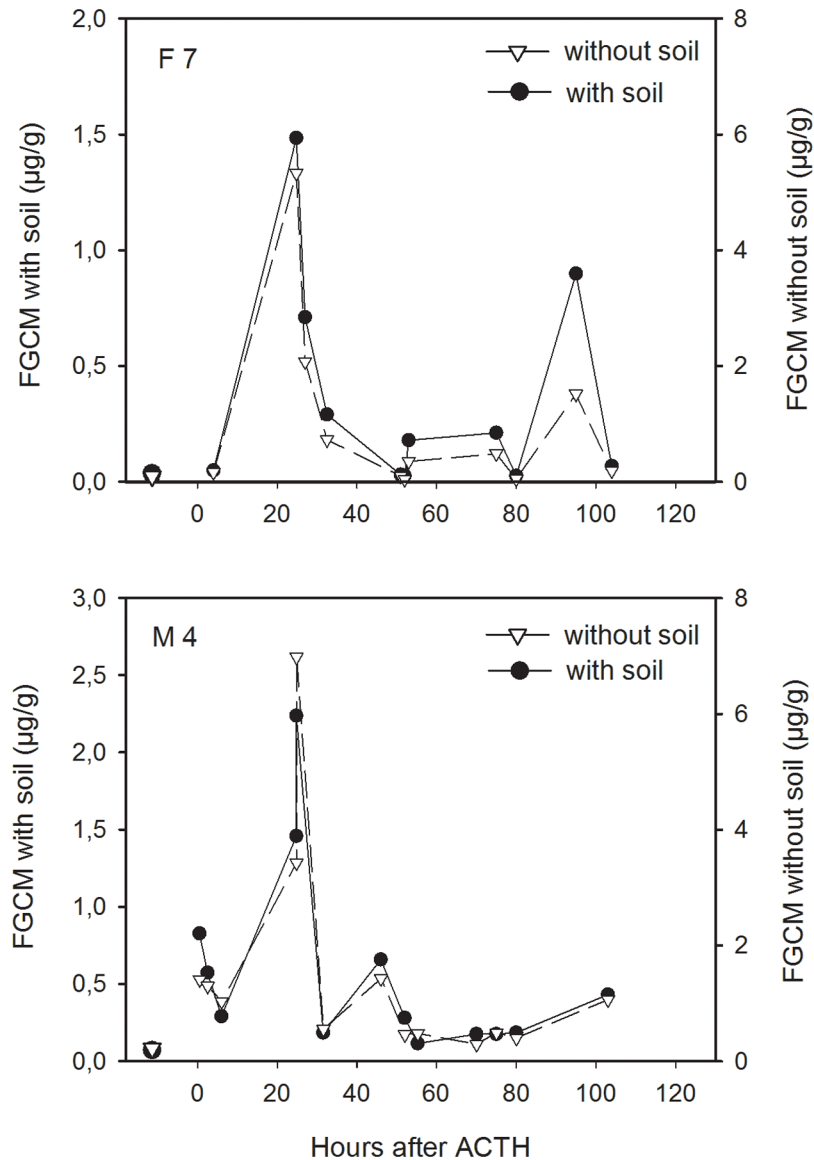 F 7
without soil
with soil
2,0
1,5
1,0
0,5
0,0
FGCM with soil (µg/g)
8
6
4
2
0
FGCM without soil (µg/g)
0 20 40 60 80 100 120
M 4
without soil
with soil
3,0
2,5
2,0
1,5
1,0
0,5
0,0
FGCM with soil (µg/g)
8
6
4
2
0
FGCM without soil (µg/g)
0 20 40 60 80 100 120
Hours after ACTH